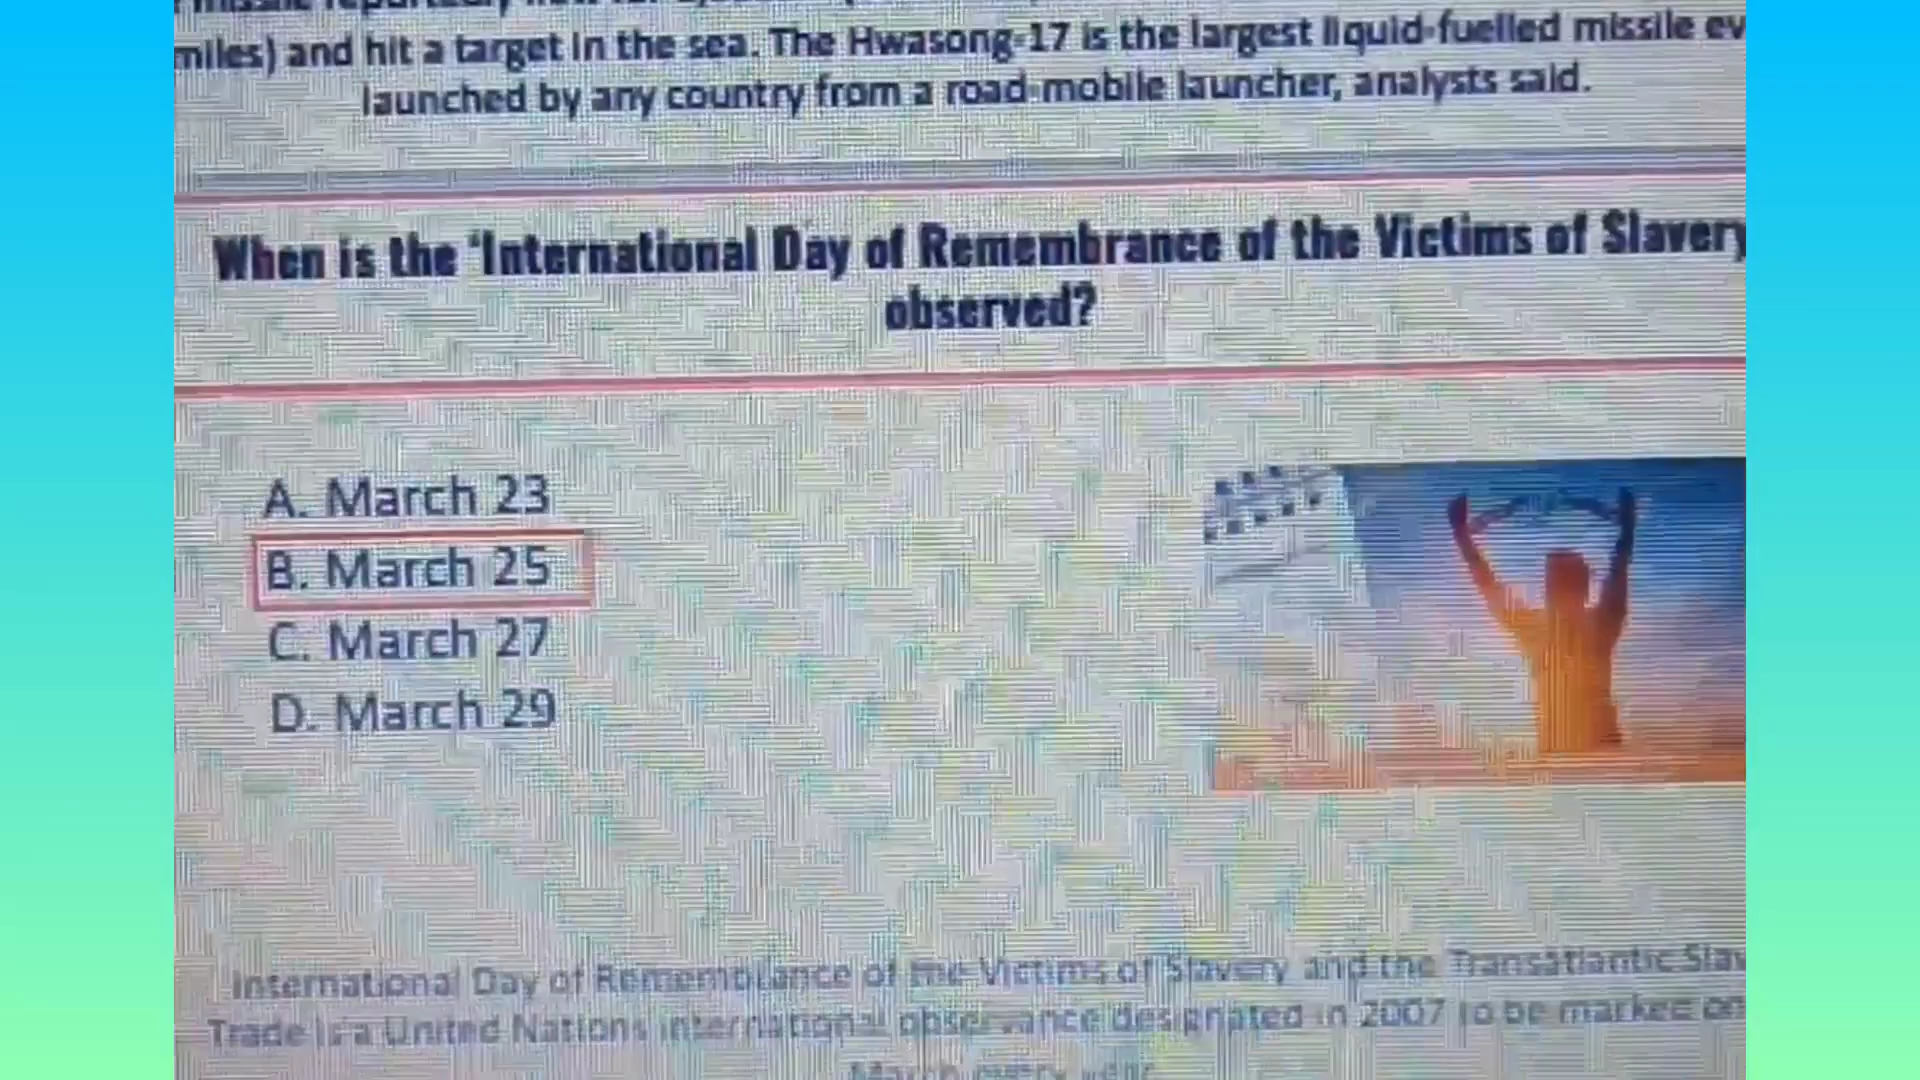 miles) and hit a target in the sea. The Hwasong-17 is the largest liquid-fuelled missile ev
launched by any country from a road-mobile launcher, analysts said.
When is the 'International Day of Remembrance of the Victims of Slavery
observed?
A. March 23
B. March 25
C. March 27
D. March 29
International Day of Remembrance of the Victims of Slavery and the Transatlantic Slav
Trade is a United Nations international observance designated in 2007 to be marked on
March every year